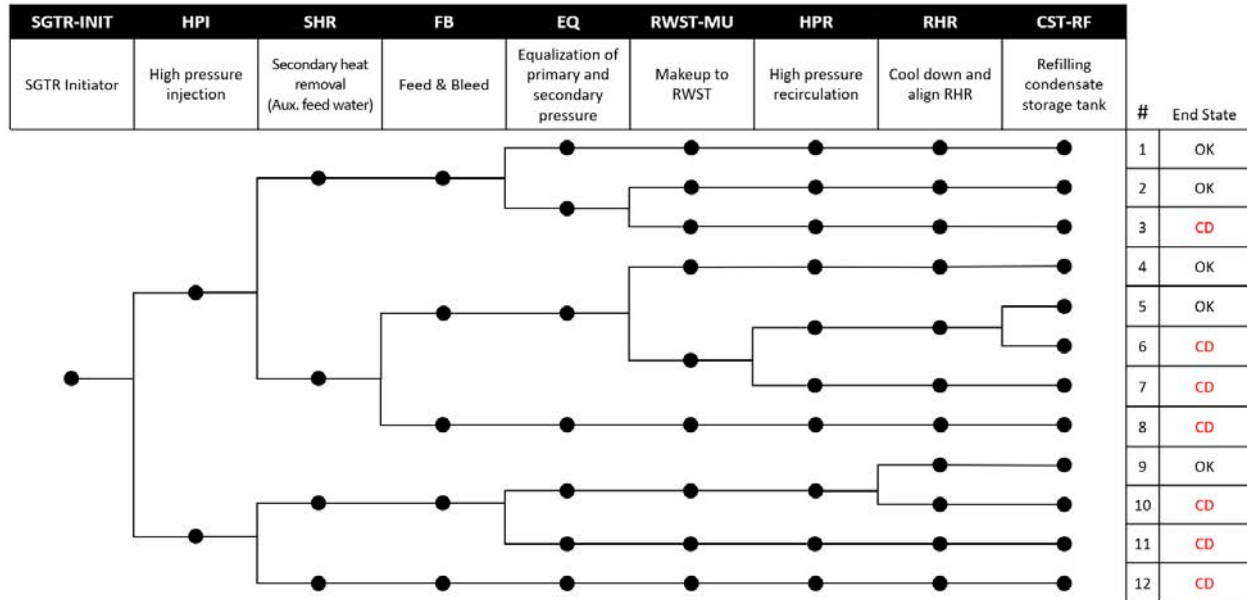 SGTR-INIT HPI SHR FB EQ RWST-MU HPR RHR CST-RF
SGTR Initiator
High pressure
injection
Secondary heat
removal
(Aux. feed water)
Feed & Bleed
Equalization of
primary and
secondary
pressure
Makeup to
RWST
High pressure
recirculation
Cool down and
align RHR
Refilling
condensate
storage tank
# End State
1 OK
2 OK
3 CD
4 OK
5 OK
6 CD
7 CD
8 CD
9 OK
10 CD
11 CD
12 CD